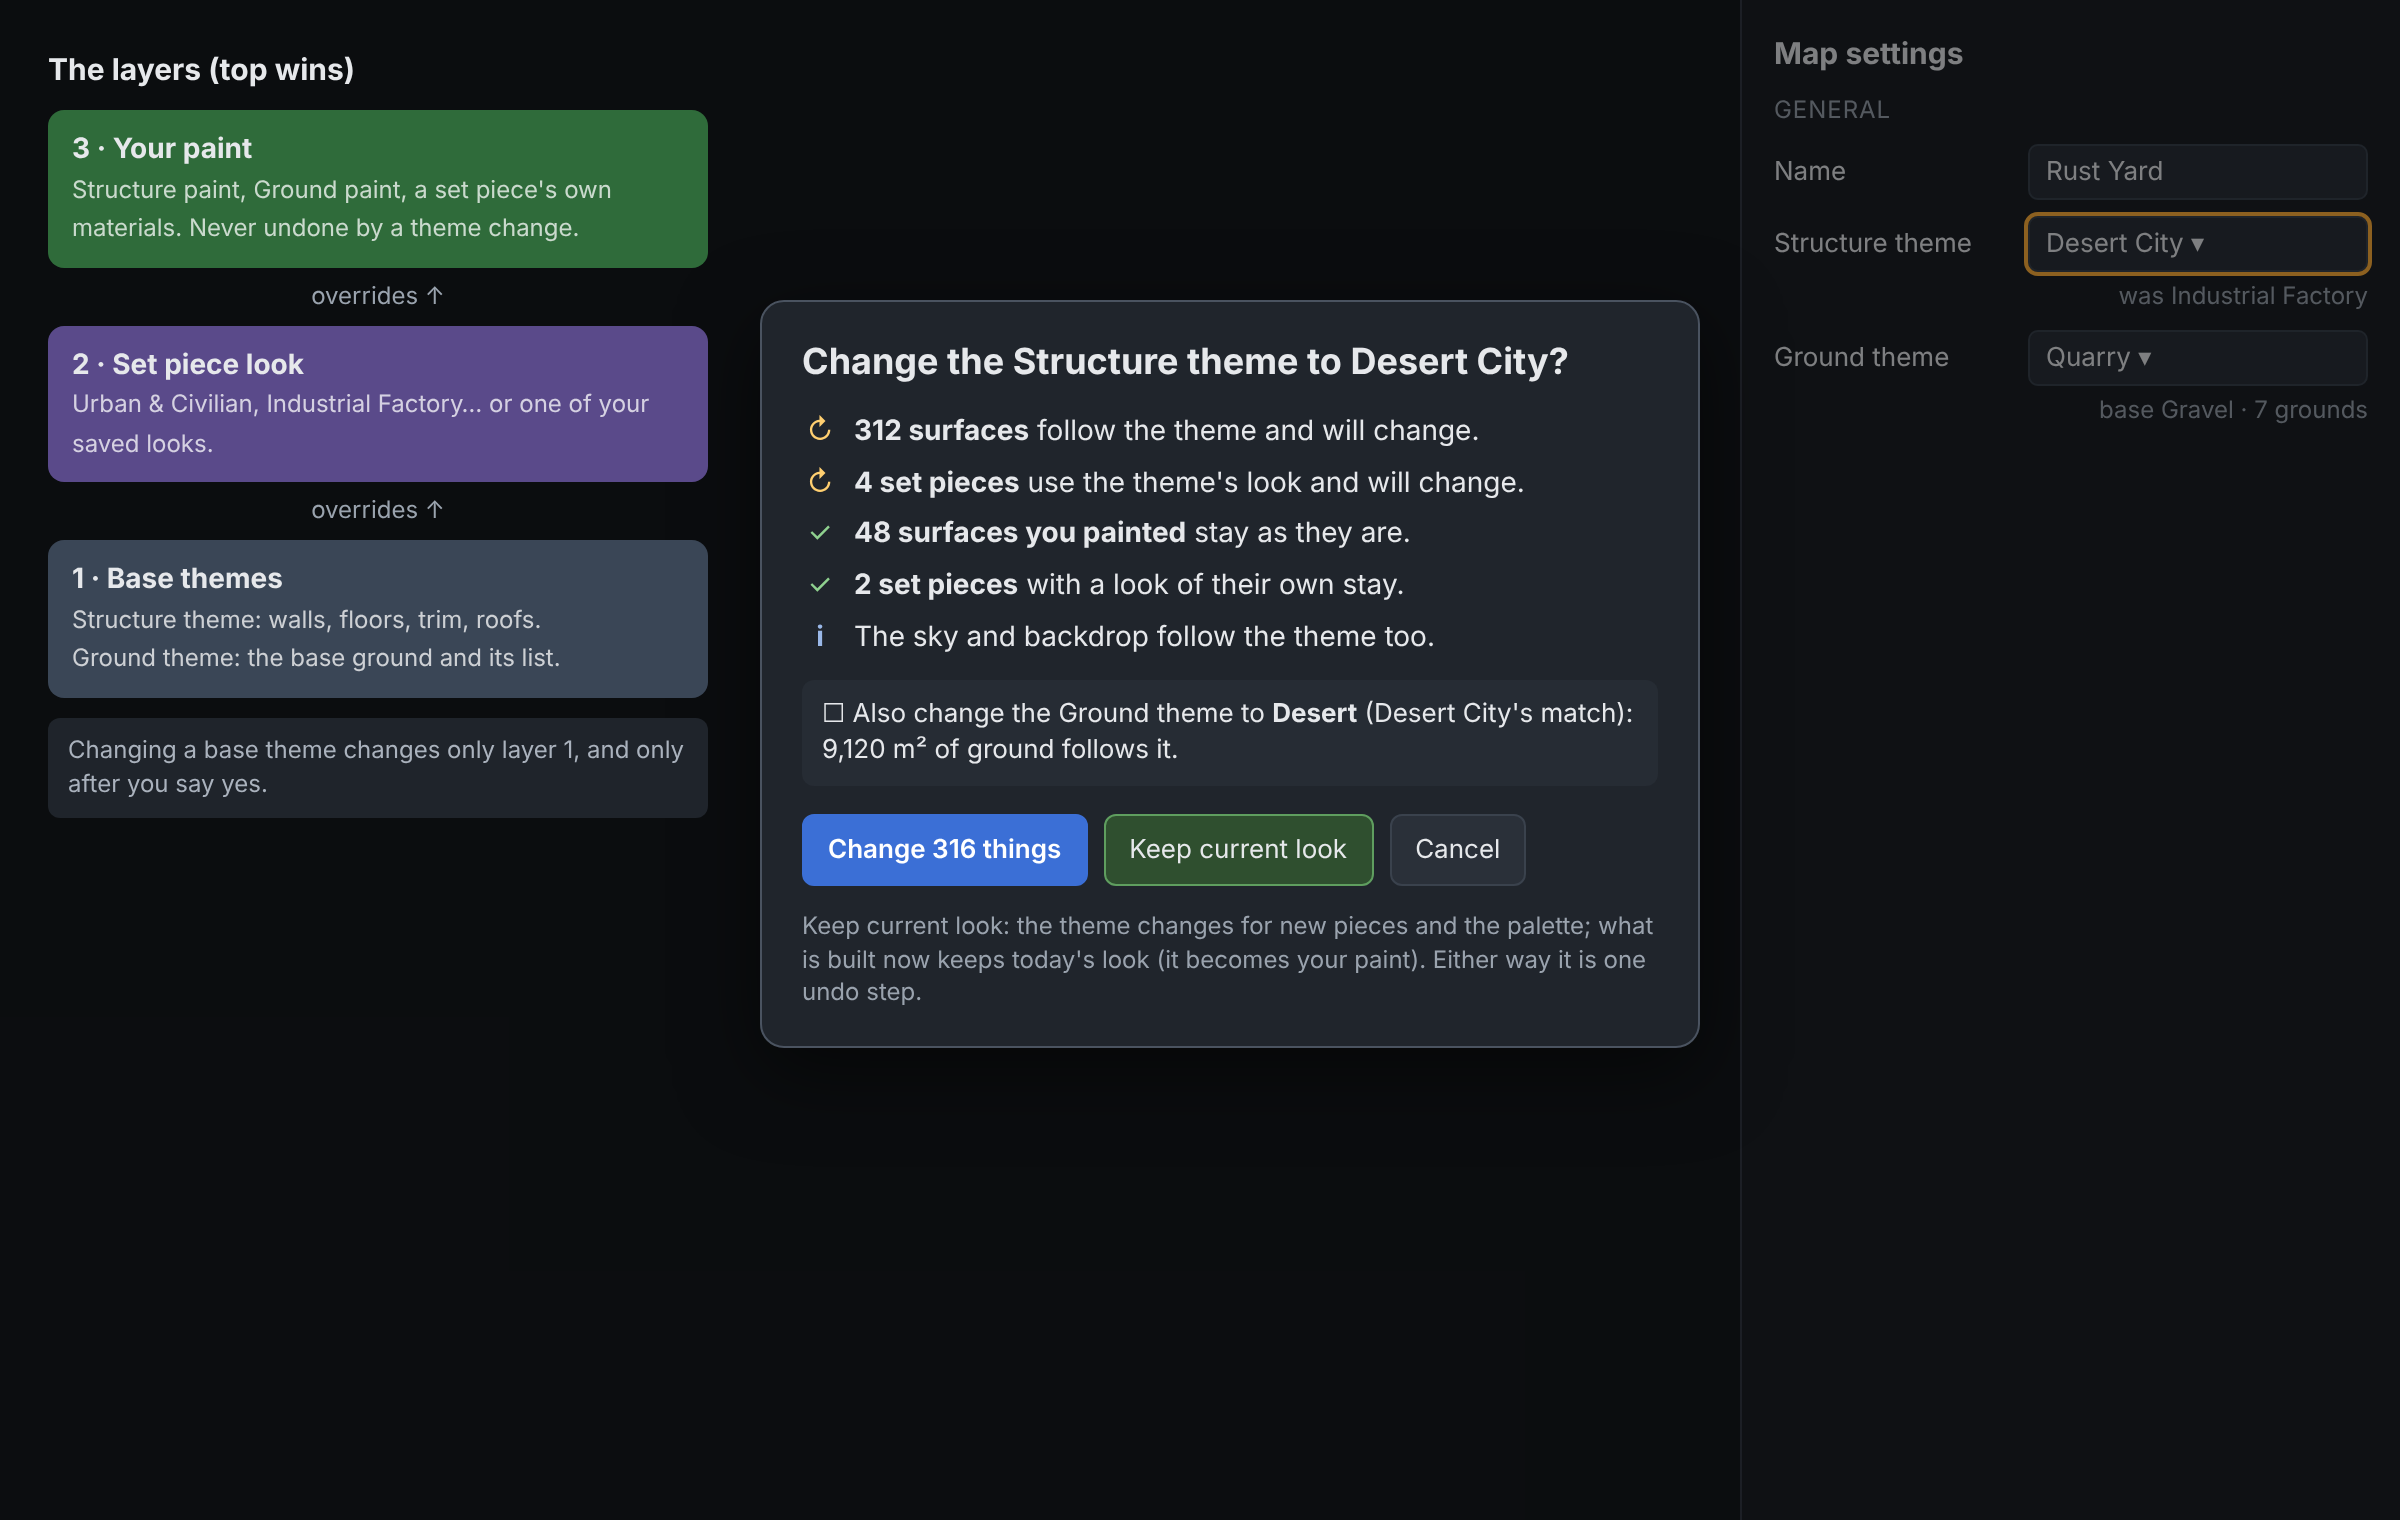 The layers (top wins)
3 · Your paint
Structure paint, Ground paint, a set piece's own
materials. Never undone by a theme change.
overrides ↑
2 · Set piece look
Urban & Civilian, Industrial Factory... or one of your
saved looks.
overrides ↑
1 · Base themes
Structure theme: walls, floors, trim, roofs.
Ground theme: the base ground and its list.
Changing a base theme changes only layer 1, and only
after you say yes.
Change the Structure theme to Desert City?
↻ 312 surfaces follow the theme and will change.
↻ 4 set pieces use the theme's look and will change.
✓ 48 surfaces you painted stay as they are.
✓ 2 set pieces with a look of their own stay.
i The sky and backdrop follow the theme too.
☐ Also change the Ground theme to Desert (Desert City's match):
9,120 m² of ground follows it.
Change 316 things
Keep current look
Cancel
Keep current look: the theme changes for new pieces and the palette; what
is built now keeps today's look (it becomes your paint). Either way it is one
undo step.
Map settings
GENERAL
Name Rust Yard
Structure theme Desert City ▾
was Industrial Factory
Ground theme Quarry ▾
base Gravel · 7 grounds